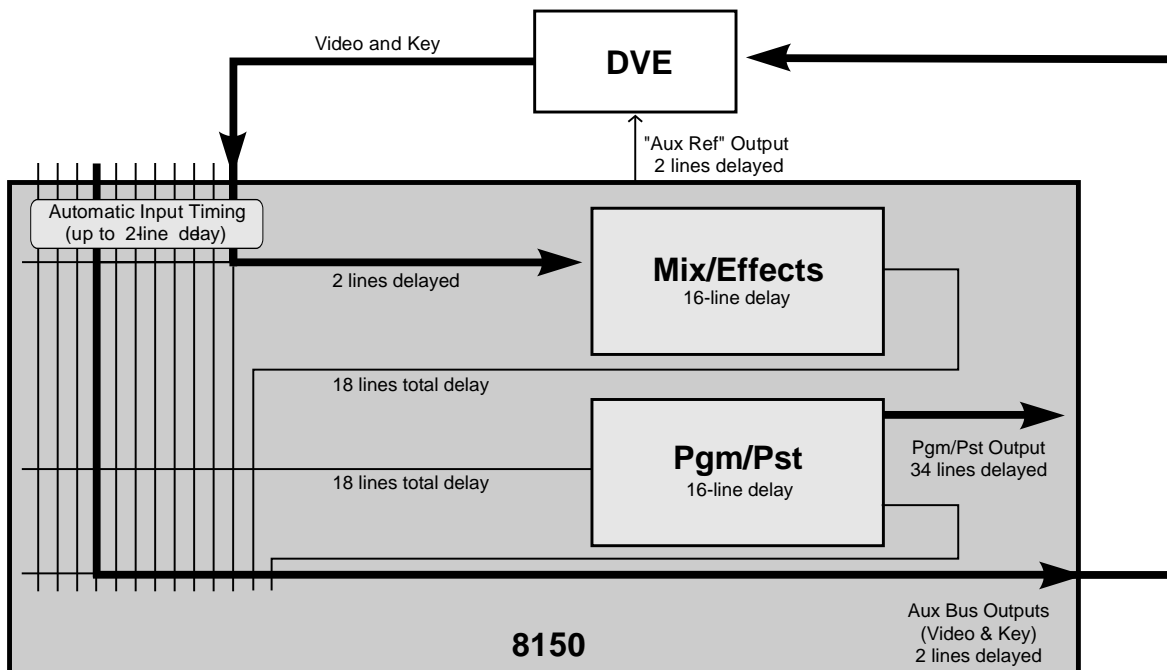 Video and Key
DVE
"Aux Ref" Output
2 lines delayed
Automatic Input Timing
(up to 2-line delay)
2 lines delayed
Mix/Effects
16-line delay
18 lines total delay
Pgm/Pst
16-line delay
Pgm/Pst Output
34 lines delayed
18 lines total delay
Aux Bus Outputs
(Video & Key)
2 lines delayed
8150